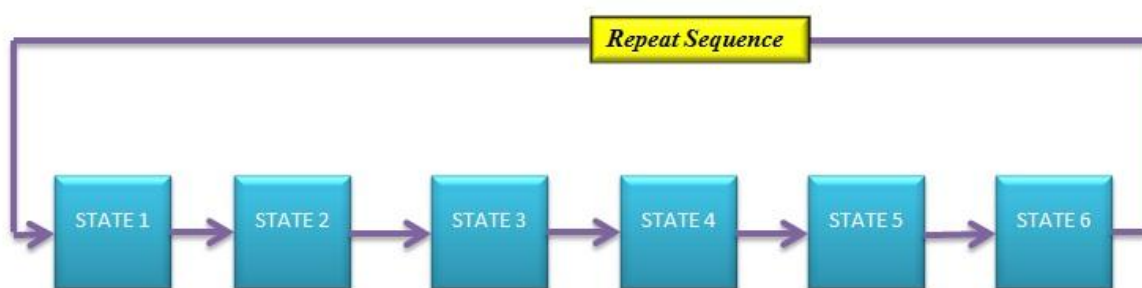 Repeat Sequence
STATE 1
STATE 2
STATE 3
STATE 4
STATE 5
STATE 6